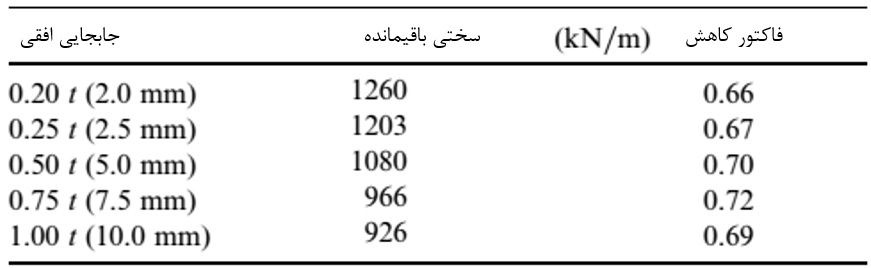 جابجایی افقی سختی باقیمانده (kN/m) فاکتور کاهش
0.20 t (2.0 mm) 1260 0.66
0.25 t (2.5 mm) 1203 0.67
0.50 t (5.0 mm) 1080 0.70
0.75 t (7.5 mm) 966 0.72
1.00 t (10.0 mm) 926 0.69